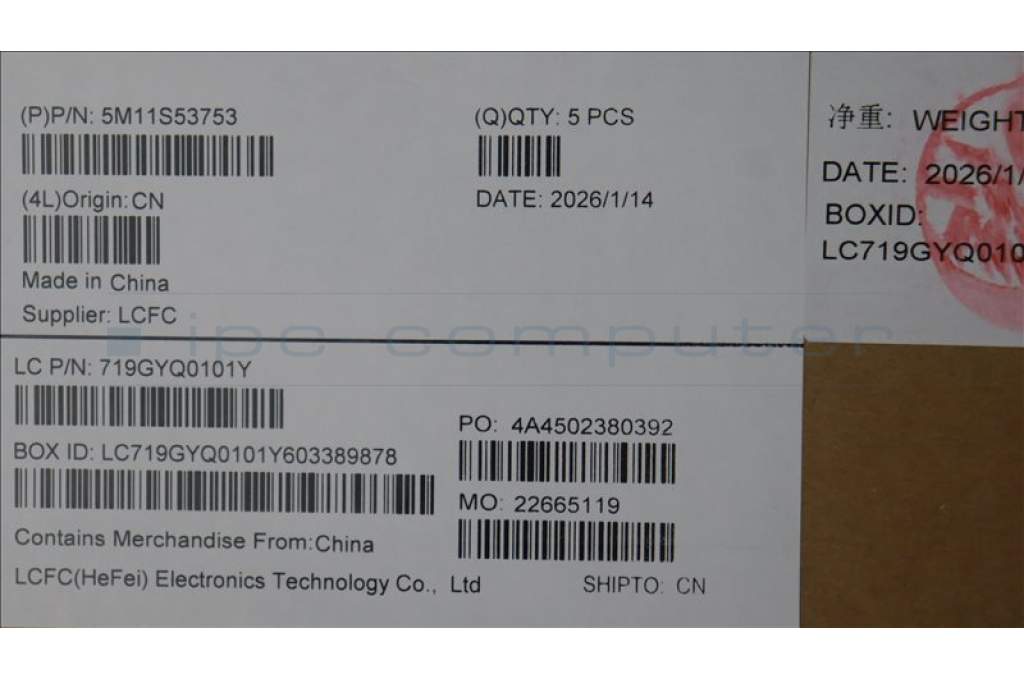 (P)P/N: 5M11S53753
(Q)QTY: 5 PCS
(4L)Origin:CN
DATE: 2026/1/14
Made in China
Supplier: LCFC
ipc computer
LC P/N: 719GYQ0101Y
PO: 4A4502380392
BOX ID: LC719GYQ0101Y603389878
MO: 22665119
Contains Merchandise From:China
LCFC(HeFei) Electronics Technology Co., Ltd
SHIPTO: CN
净重: WEIGHT
DATE: 2026/1/
BOXID:
LC719GYQ010